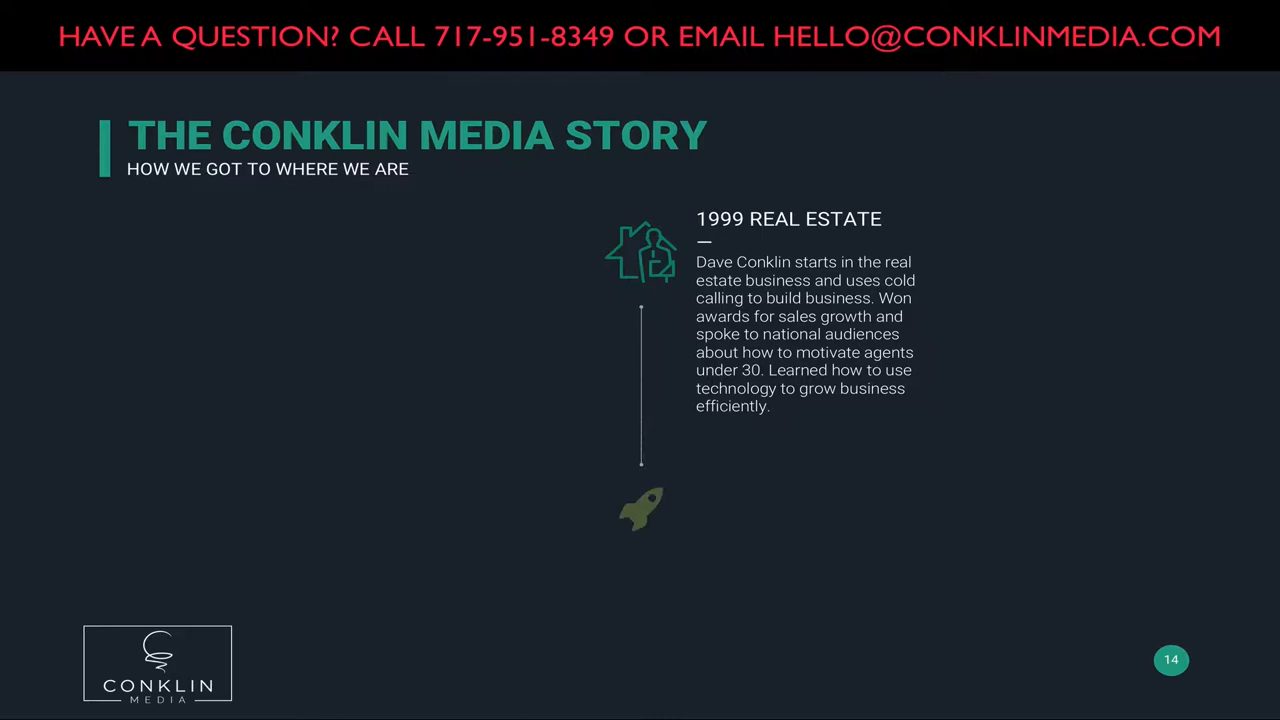 HAVE A QUESTION? CALL 717-951-8349 OR EMAIL HELLO@CONKLINMEDIA.COM
THE CONKLIN MEDIA STORY
HOW WE GOT TO WHERE WE ARE
1999 REAL ESTATE
Dave Conklin starts in the real
estate business and uses cold
calling to build business. Won
awards for sales growth and
spoke to national audiences
about how to motivate agents
under 30. Learned how to use
technology to grow business
efficiently.
CONKLIN
MEDIA
14